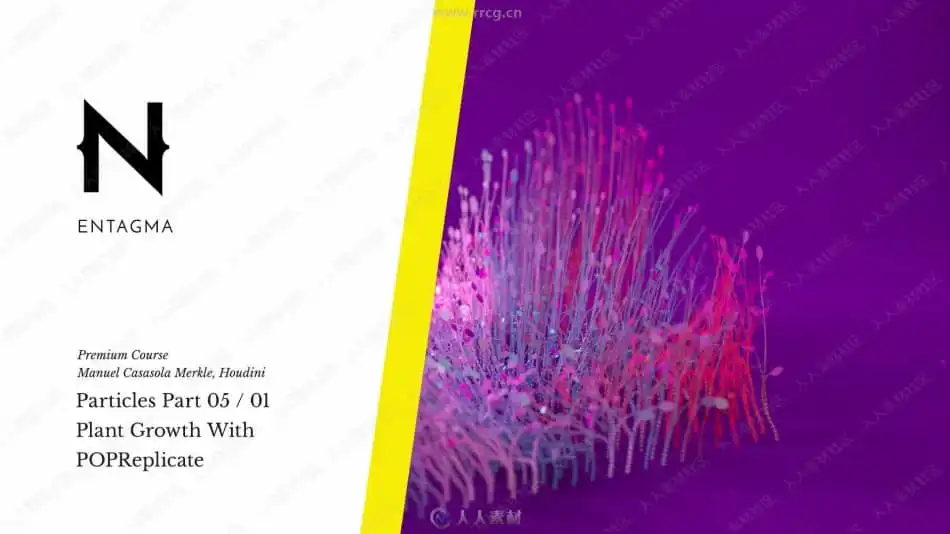 www.rrcg.cn
N
ENTAGMA
Premium Course
Manuel Casasola Merkle, Houdini
Particles Part 05 / 01
Plant Growth With
POPReplicate
人人素材